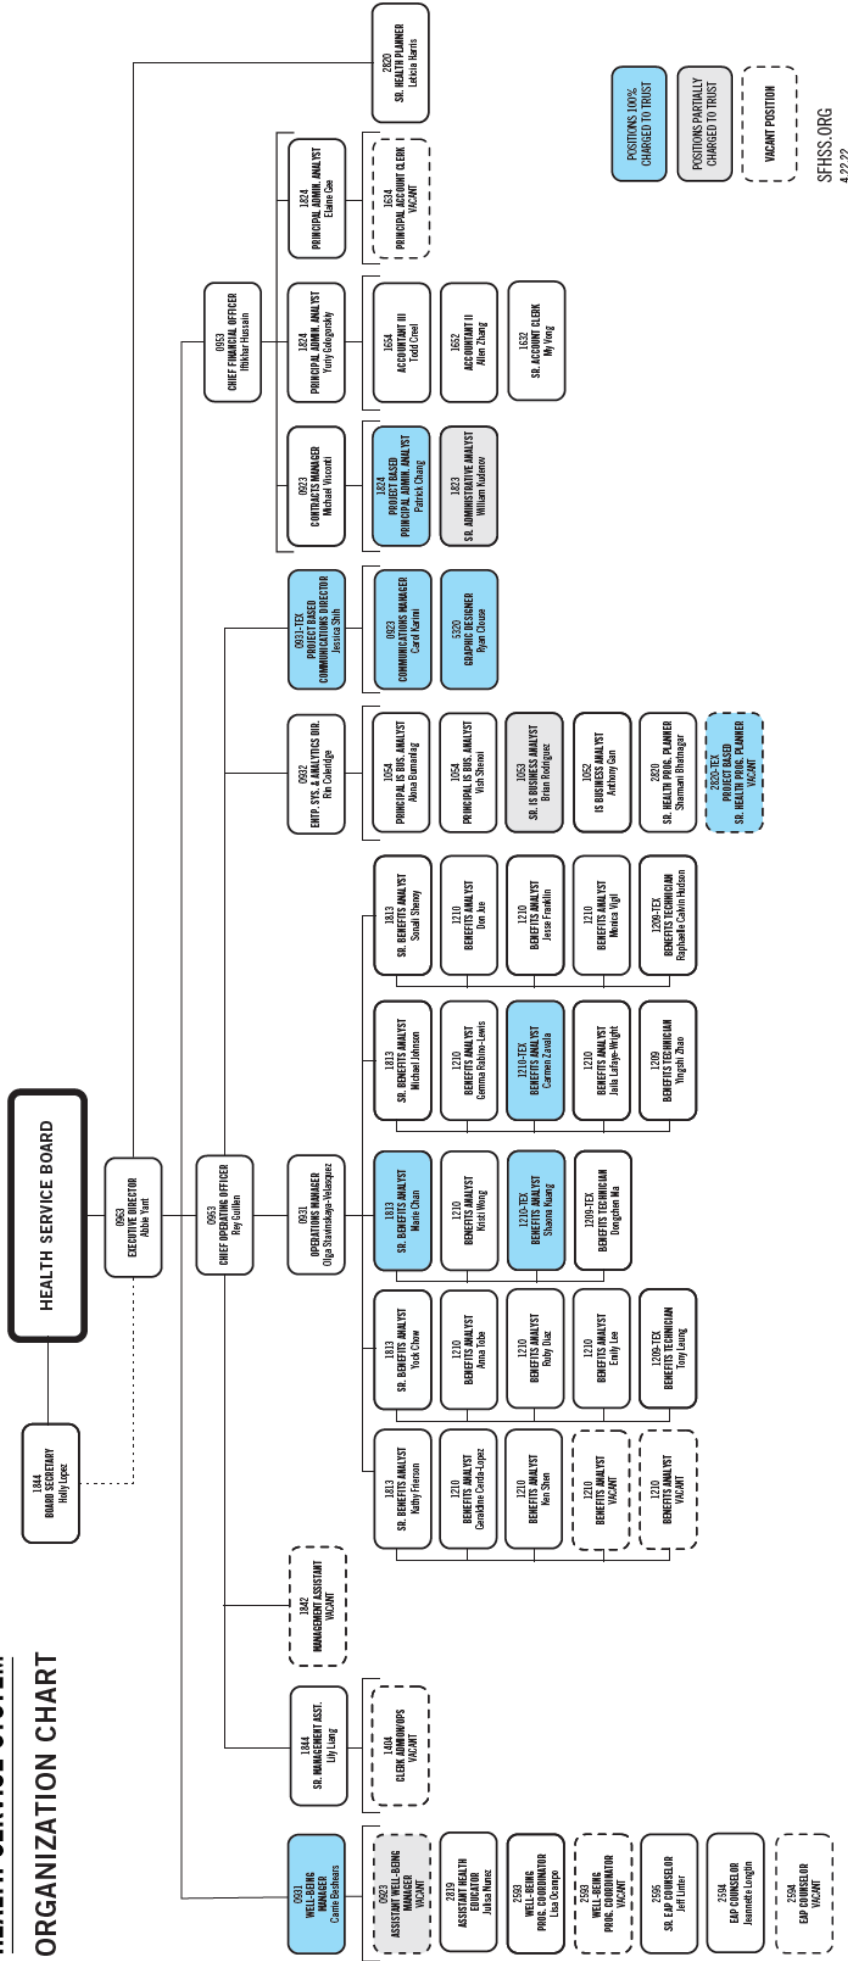 ORGANIZATION CHART
HEALTH SERVICE BOARD
1844
BOARD SECRETARY
Holly Lopez
0963
EXECUTIVE DIRECTOR
Abbie Yant
0953
CHIEF OPERATING OFFICER
Rey Guillen
0953
CHIEF FINANCIAL OFFICER
Iftikhar Hussain
0931
WELL-BEING
MANAGER
Carrie Beshears
1844
SR. MANAGEMENT ASST.
Lily Liang
1842
MANAGEMENT ASSISTANT
VACANT
0931
OPERATIONS MANAGER
Olga Stavinskaya-Velasquez
0932
ENTP. SYS. & ANALYTICS DIR.
Rin Coleridge
0931-TEX
PROJECT BASED
COMMUNICATIONS DIRECTOR
Jessica Shih
0923
CONTRACTS MANAGER
Michael Visconti
1824
PRINCIPAL ADMIN. ANALYST
Yuriy Gologorskiy
1824
PRINCIPAL ADMIN. ANALYST
Elaine Gee
2820
SR. HEALTH PLANNER
Leticia Harris
0923
ASSISTANT WELL-BEING
MANAGER
VACANT
2819
ASSISTANT HEALTH
EDUCATOR
Julisa Nunez
2593
WELL-BEING
PROG. COORDINATOR
Lisa Ocampo
2593
WELL-BEING
PROG. COORDINATOR
VACANT
2595
SR. EAP COUNSELOR
Jeff Linter
2594
EAP COUNSELOR
Jeannette Longtin
2594
EAP COUNSELOR
VACANT
1404
CLERK ADMIN/OPS
VACANT
1813
SR. BENEFITS ANALYST
Kathy Frierson
1210
BENEFITS ANALYST
Geraldine Cerda-Lopez
1210
BENEFITS ANALYST
Ken Shen
1210
BENEFITS ANALYST
VACANT
1210
BENEFITS ANALYST
VACANT
1813
SR. BENEFITS ANALYST
Yock Chow
1210
BENEFITS ANALYST
Anna Tobe
1210
BENEFITS ANALYST
Ruby Diaz
1210
BENEFITS ANALYST
Emily Lee
1209-TEX
BENEFITS TECHNICIAN
Tony Leung
1813
SR. BENEFITS ANALYST
Marie Chan
1210
BENEFITS ANALYST
Kristi Wong
1210-TEX
BENEFITS ANALYST
Shaona Kuang
1209-TEX
BENEFITS TECHNICIAN
Dongchen Ma
1813
SR. BENEFITS ANALYST
Michael Johnson
1210
BENEFITS ANALYST
Gemma Rabino-Lewis
1210-TEX
BENEFITS ANALYST
Carmen Zavala
1210
BENEFITS ANALYST
Jaila Lafaye-Wright
1209
BENEFITS TECHNICIAN
Yingshi Zhao
1813
SR. BENEFITS ANALYST
Sonali Shenoy
1210
BENEFITS ANALYST
Don Jue
1210
BENEFITS ANALYST
Jesse Franklin
1210
BENEFITS ANALYST
Monica Vigil
1209-TEX
BENEFITS TECHNICIAN
Raphaelle Calvin Hudson
1054
PRINCIPAL IS BUS. ANALYST
Alona Bumanlag
1054
PRINCIPAL IS BUS. ANALYST
Vish Shenoi
1053
SR. IS BUSINESS ANALYST
Brian Rodriguez
1052
IS BUSINESS ANALYST
Anthony Gan
2820
SR. HEALTH PROG. PLANNER
Sharmani Bhatnagar
2820-TEX
PROJECT BASED
SR. HEALTH PROG. PLANNER
VACANT
0923
COMMUNICATIONS MANAGER
Carol Karimi
5320
GRAPHIC DESIGNER
Ryan Clouse
1824
PROJECT BASED
PRINCIPAL ADMIN. ANALYST
Patrick Chang
1823
SR. ADMINISTRATIVE ANALYST
William Kudenov
1654
ACCOUNTANT III
Todd Creel
1652
ACCOUNTANT II
Allen Zhang
1632
SR. ACCOUNT CLERK
My Vong
1634
PRINCIPAL ACCOUNT CLERK
VACANT
POSITIONS 100%
CHARGED TO TRUST
POSITIONS PARTIALLY
CHARGED TO TRUST
VACANT POSITION
SFHSS.ORG
4.22.22